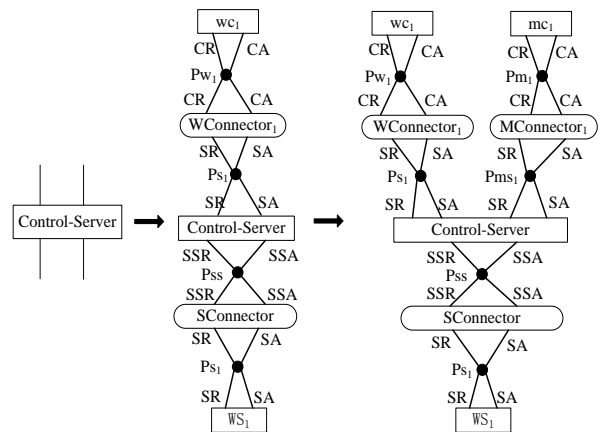 wc1 wc1 mc1
CR CA CR CA CR CA
Pw1 Pw1 Pm1
CR CA CR CA CR CA
WConnector1 WConnector1 MConnector1
SR SA SR SA SR SA
Ps1 Ps1 Pms1
SR SA SR SA SR SA
Control-Server Control-Server Control-Server
SSR SSA SSR SSA
Pss Pss
SSR SSA SSR SSA
SConnector SConnector
SR SA SR SA
Ps1 Ps1
SR SA SR SA
WS1 WS1